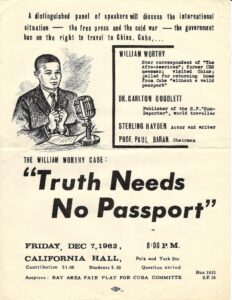 A distinguished panel of speakers will discuss the international
situation — the free press and the cold war — the government
ban on the right to travel to China, Cuba,...
WILLIAM WORTHY
Star correspondent of "The
Afro-American"; former CBS
newsman; visited China;
jailed for returning home
from Cuba "without a valid
passport"
DR. CARLTON GOODLETT
Publisher of the S.F. "Sun-
Reporter", world traveller
STERLING HAYDEN Actor and writer
PROF. PAUL BARAN, Chairman
THE WILLIAM WORTHY CASE:
"Truth Needs
No Passport"
FRIDAY, DEC 7, 1962, 8:00 P.M.
CALIFORNIA HALL, Polk and Turk Sts.
Contribution $1.00 Students $.50 Question period
Auspices: BAY AREA FAIR PLAY FOR CUBA COMMITTE
Box 2615
S.F. 26